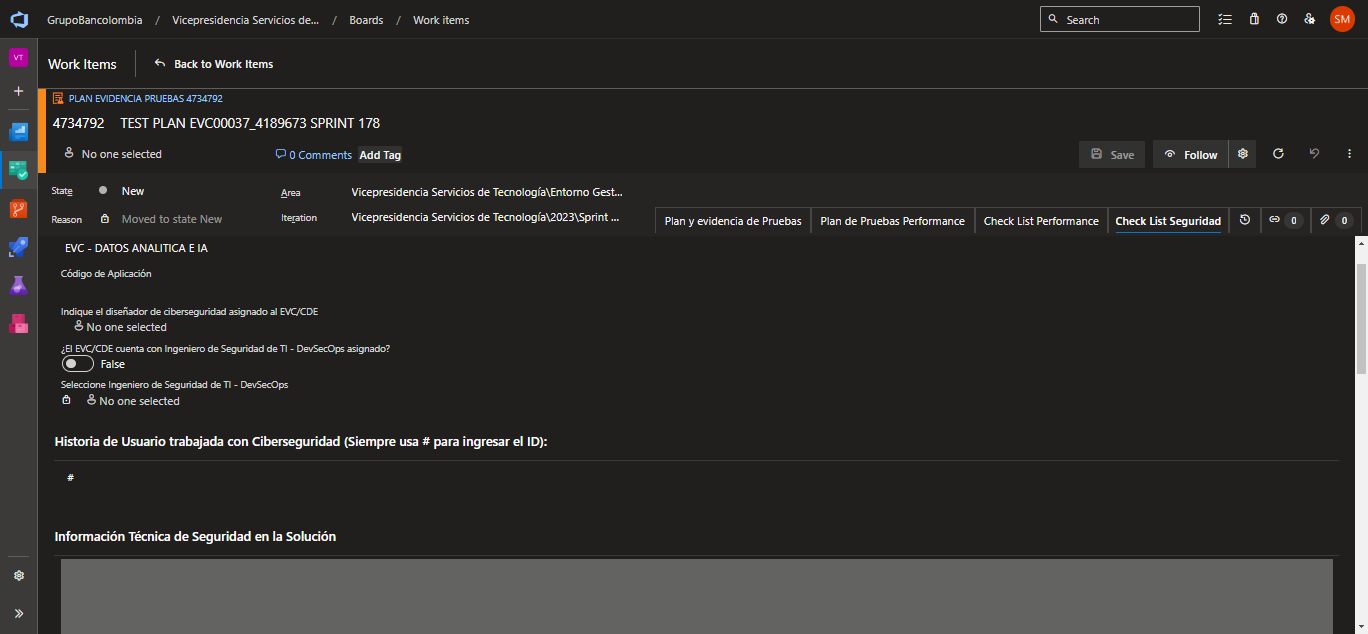 GrupoBancolombia / Vicepresidencia Servicios de... / Boards / Work items
Search
SM
VT
Work Items
Back to Work Items
PLAN EVIDENCIA PRUEBAS 4734792
4734792 TEST PLAN EVC00037_4189673 SPRINT 178
No one selected
0 Comments
Add Tag
Save
Follow
State
New
Area
Vicepresidencia Servicios de Tecnología\Entorno Gest...
Reason
Moved to state New
Iteration
Vicepresidencia Servicios de Tecnología\2023\Sprint ...
Plan y evidencia de Pruebas
Plan de Pruebas Performance
Check List Performance
Check List Seguridad
0
0
EVC - DATOS ANALITICA E IA
Código de Aplicación
Indique el diseñador de ciberseguridad asignado al EVC/CDE
No one selected
¿El EVC/CDE cuenta con Ingeniero de Seguridad de TI - DevSecOps asignado?
False
Seleccione Ingeniero de Seguridad de TI - DevSecOps
No one selected
Historia de Usuario trabajada con Ciberseguridad (Siempre usa # para ingresar el ID):
#
Información Técnica de Seguridad en la Solución